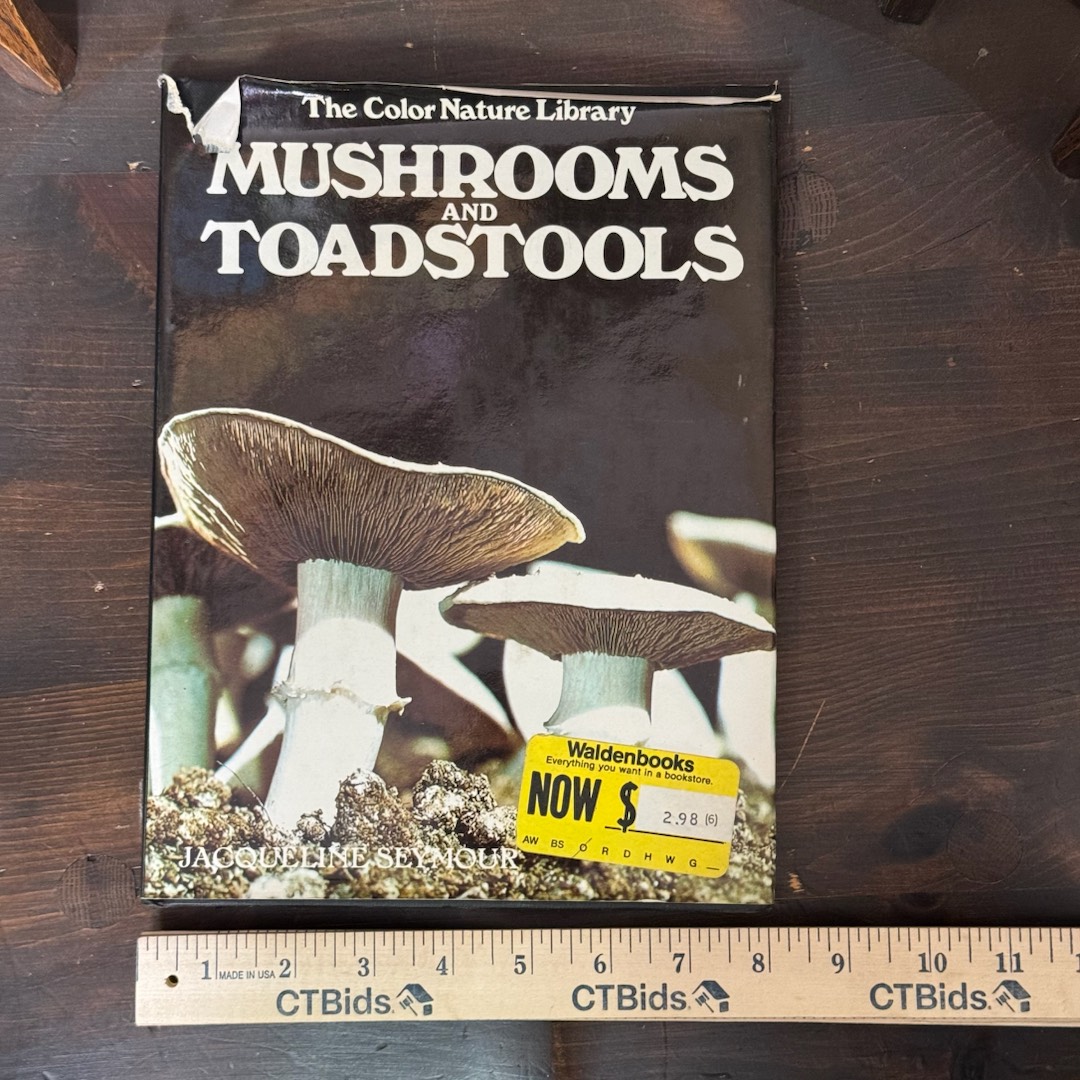 The Color Nature Library
MUSHROOMS
AND
TOADSTOOLS
JACQUELINE SEYMOUR
Waldenbooks
Everything you want in a bookstore.
NOW $ 2.98 (6)
AW BS O R D H W G
1 MADE IN USA 2 3 4 5 6 7 8 9 10 11 1
CTBids. CTBids. CTBids.